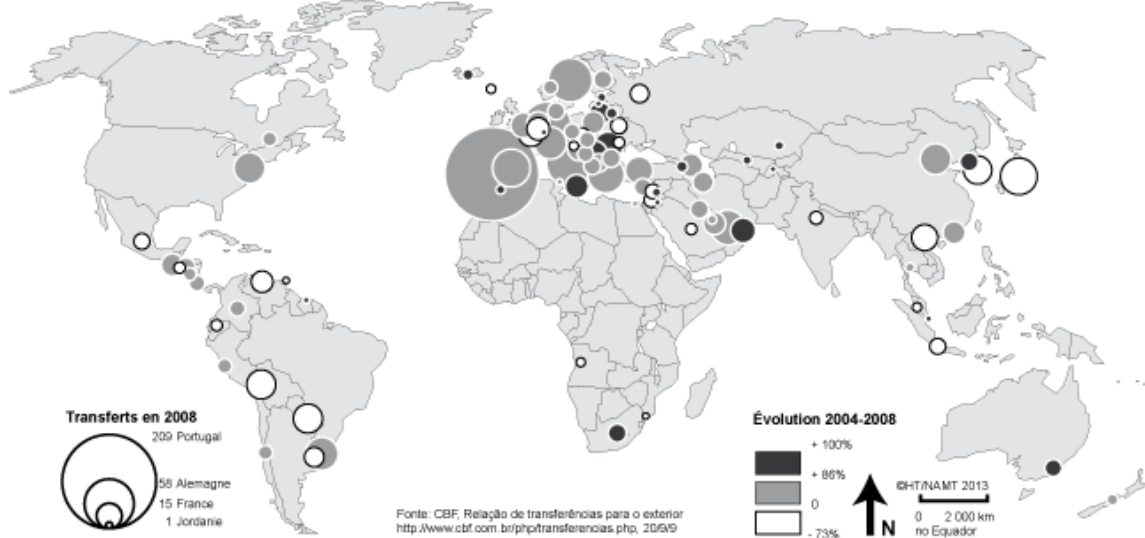 Transferts en 2008
209 Portugal
58 Alemagne
15 France
1 Jordanie
Fonte: CBF, Relação de transferências para o exterior
http://www.cbf.com.br/php/transferencias.php, 20/9/9
Évolution 2004-2008
+ 100%
+ 86%
0
- 73%
N
©HT/NAMT 2013
0 2 000 km
no Equador